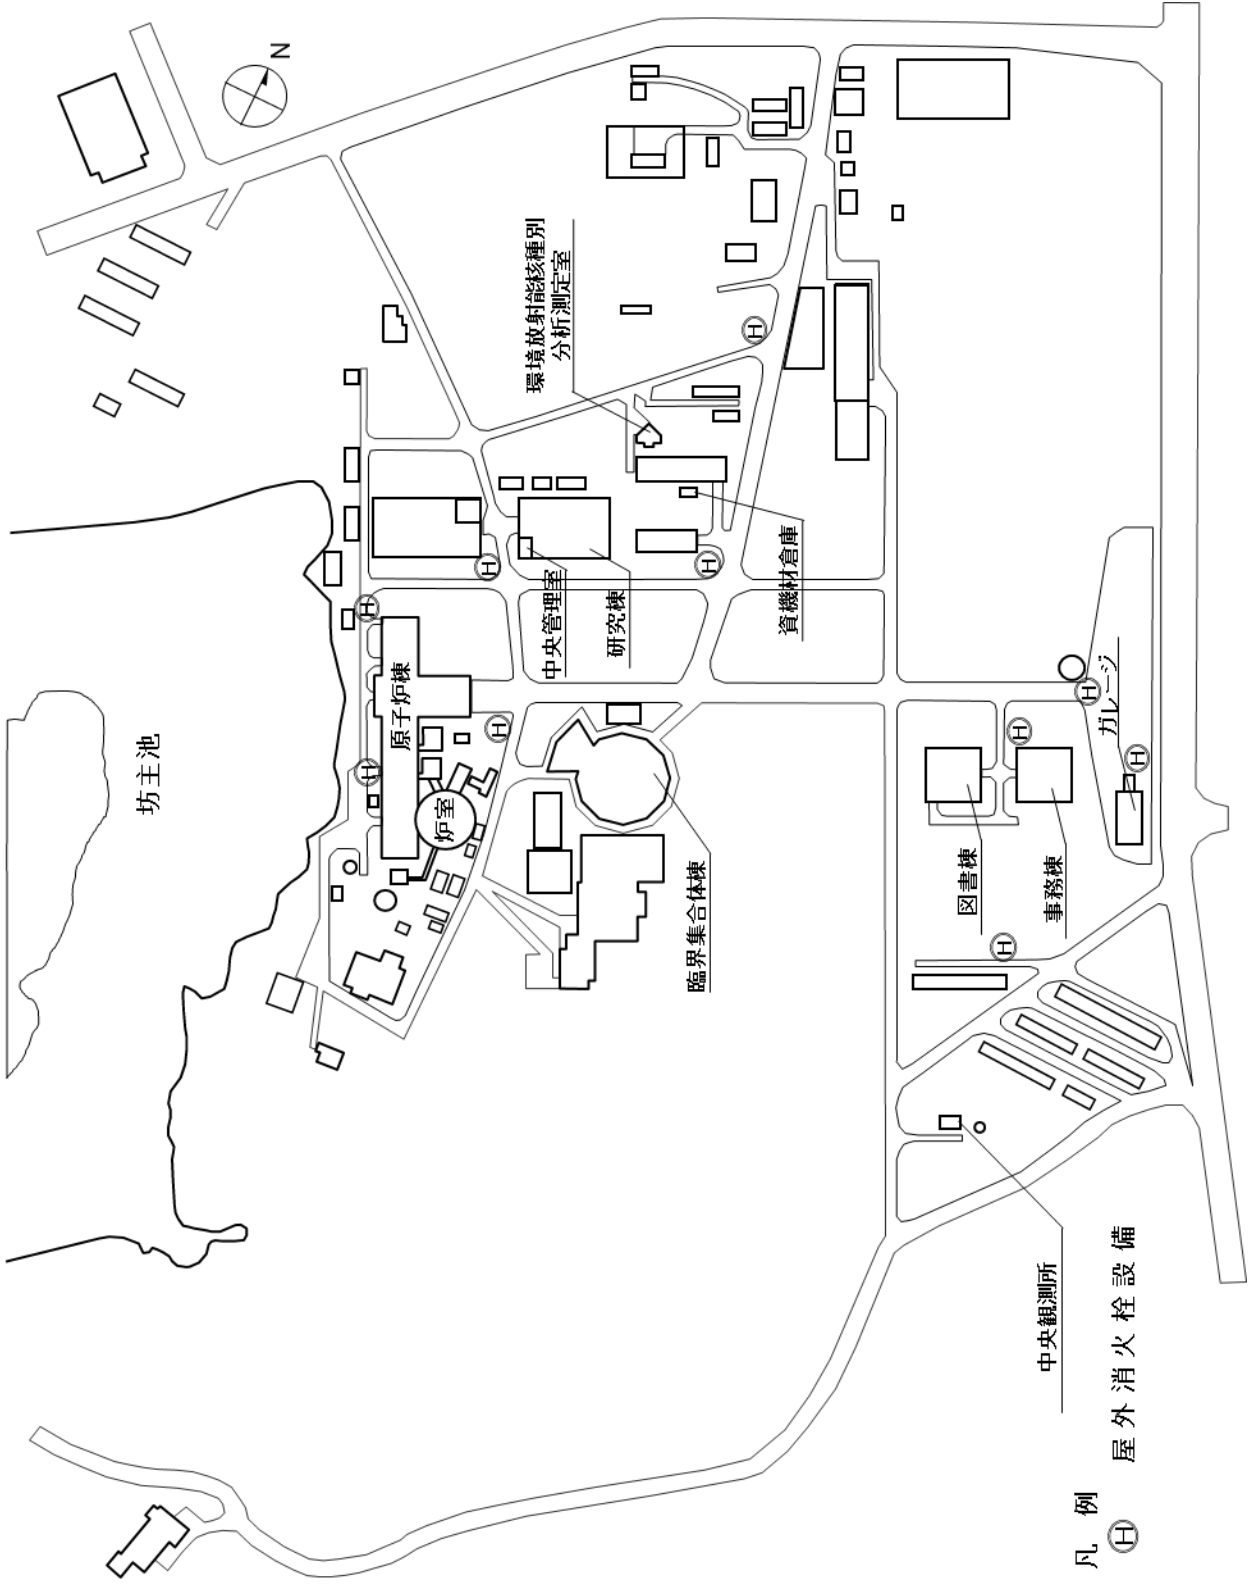 N
環境放射能核種別
分析測定室
坊主池
原子炉棟
炉室
中央管理室
研究棟
資機材倉庫
臨界集合体棟
図書棟
事務棟
ガレージ
中央観測所
凡 例
H 屋外消火栓設備
H
H
H
H
H
H
H
H
H
H
H